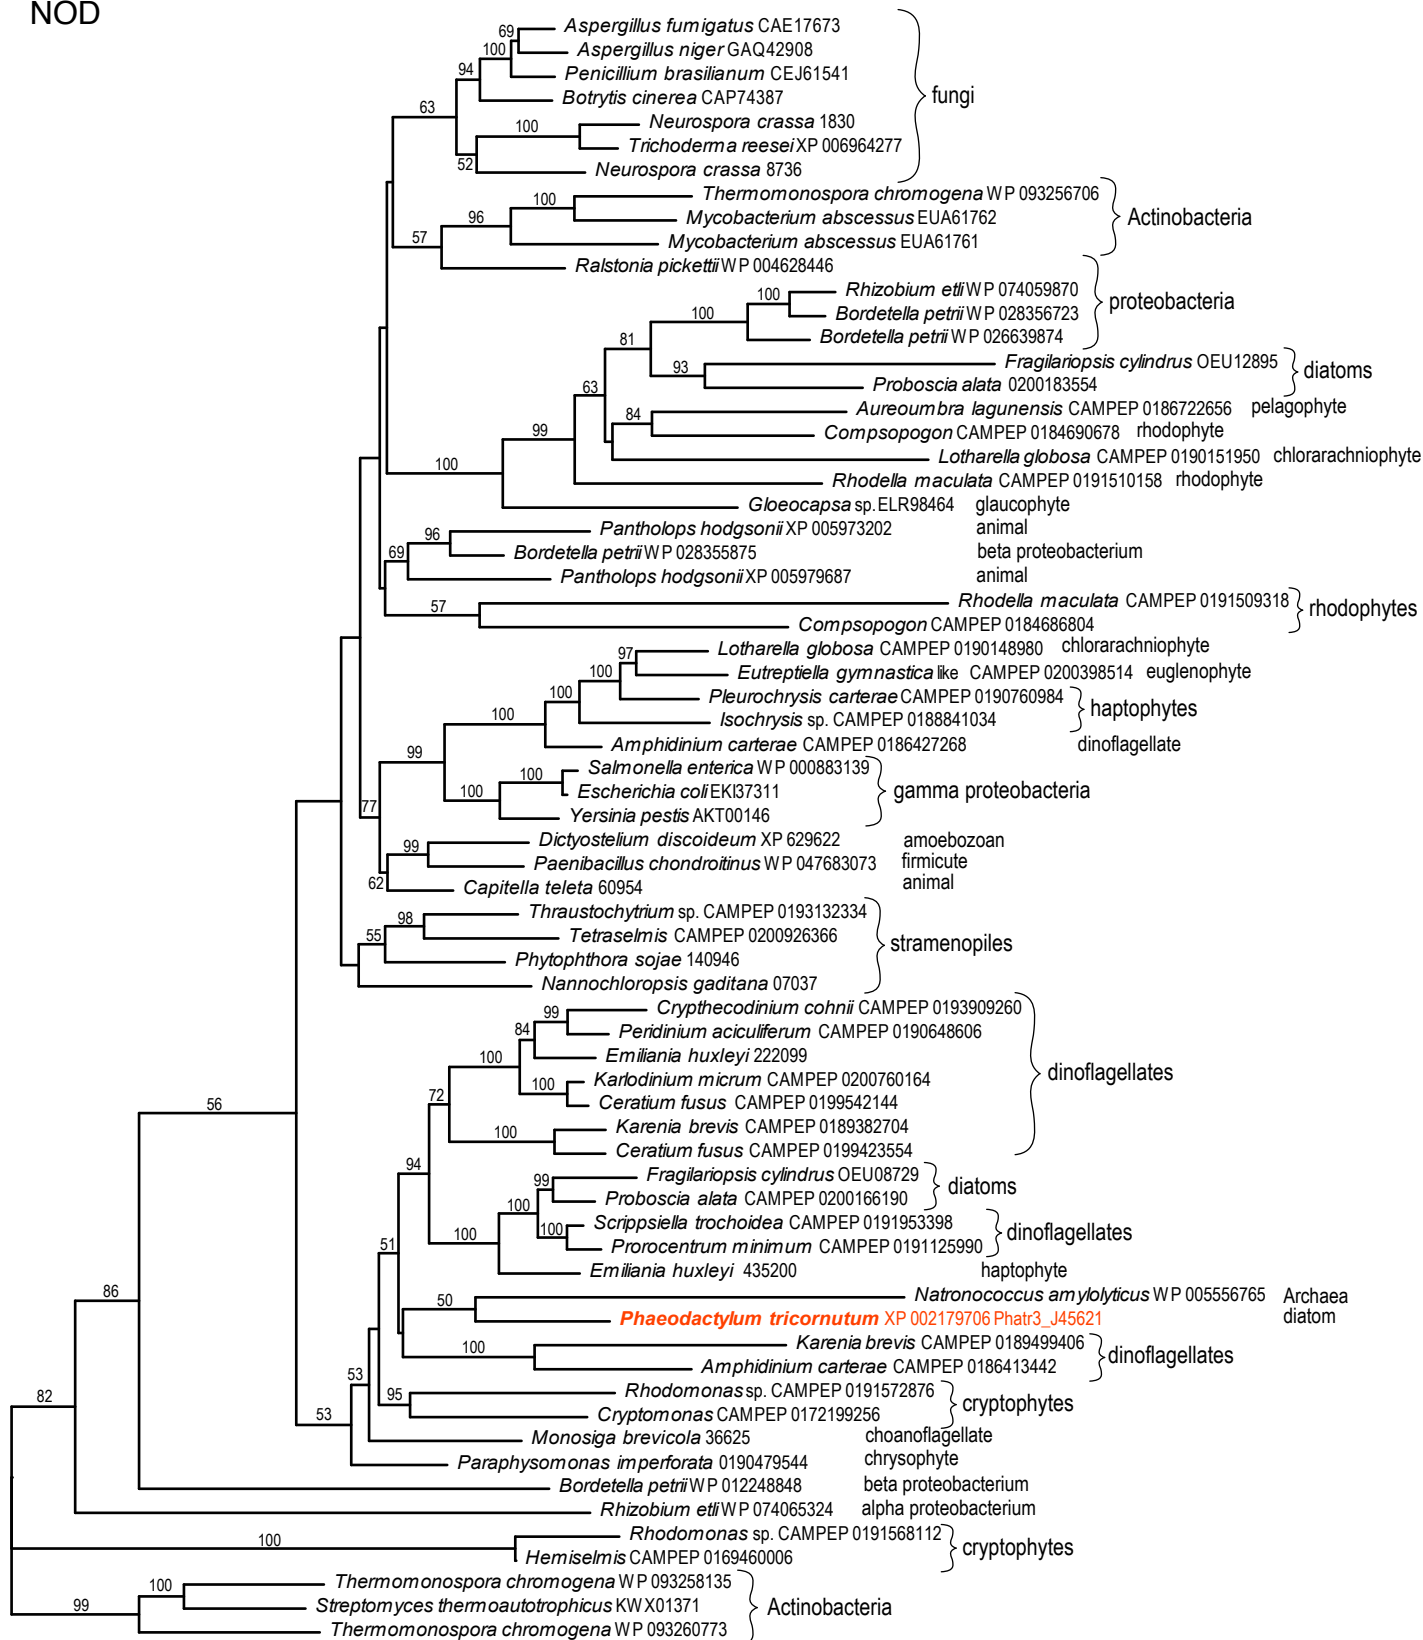 NOD
69
Aspergillus fumigatus CAE17673
100
Aspergillus niger GAQ42908
94
Penicillium brasilianum CEJ61541
fungi
Botrytis cinerea CAP74387
63
100
Neurospora crassa 1830
Trichoderma reesei XP 006964277
52
Neurospora crassa 8736
100
Thermomonospora chromogena WP 093256706
96
Mycobacterium abscessus EUA61762
Actinobacteria
57
Mycobacterium abscessus EUA61761
Ralstonia pickettii WP 004628446
100
Rhizobium etli WP 074059870
proteobacteria
100
Bordetella petrii WP 028356723
81
Bordetella petrii WP 026639874
93
Fragilariopsis cylindrus OEU12895
diatoms
63
Proboscia alata 0200183554
84
Aureoumbra lagunensis CAMPEP 0186722656 pelagophyte
99
Compsopogon CAMPEP 0184690678 rhodophyte
100
Lotharella globosa CAMPEP 0190151950 chlorarachniophyte
Rhodella maculata CAMPEP 0191510158 rhodophyte
Gloeocapsa sp. ELR98464 glaucophyte
96
Pantholops hodgsonii XP 005973202 animal
69
Bordetella petrii WP 028355875 beta proteobacterium
Pantholops hodgsonii XP 005979687 animal
57
Rhodella maculata CAMPEP 0191509318
rhodophytes
Compsopogon CAMPEP 0184686804
97
Lotharella globosa CAMPEP 0190148980 chlorarachniophyte
100
Eutreptiella gymnastica like CAMPEP 0200398514 euglenophyte
100
Pleurochrysis carterae CAMPEP 0190760984
haptophytes
100
Isochrysis sp. CAMPEP 0188841034
99
Amphidinium carterae CAMPEP 0186427268 dinoflagellate
100
Salmonella enterica WP 000883139
100
Escherichia coli EKI37311
gamma proteobacteria
77
Yersinia pestis AKT00146
99
Dictyostelium discoideum XP 629622 amoebozoan
Paenibacillus chondroitinus WP 047683073 firmicute
62
Capitella teleta 60954 animal
98
Thraustochytrium sp. CAMPEP 0193132334
55
Tetraselmis CAMPEP 0200926366
stramenopiles
Phytophthora sojae 140946
Nannochloropsis gaditana 07037
99
Crypthecodinium cohnii CAMPEP 0193909260
84
Peridinium aciculiferum CAMPEP 0190648606
100
Emiliania huxleyi 222099
dinoflagellates
100
Karlodinium micrum CAMPEP 0200760164
72
Ceratium fusus CAMPEP 0199542144
56
100
Karenia brevis CAMPEP 0189382704
Ceratium fusus CAMPEP 0199423554
94
99
Fragilariopsis cylindrus OEU08729
diatoms
100
Proboscia alata CAMPEP 0200166190
100
Scrippsiella trochoidea CAMPEP 0191953398
dinoflagellates
100
Prorocentrum minimum CAMPEP 0191125990
51
Emiliania huxleyi 435200 haptophyte
86
50
Natronococcus amylolyticus WP 005556765 Archaea
Phaeodactylum tricornutum XP 002179706 Phatr3_J45621 diatom
100
Karenia brevis CAMPEP 0189499406
dinoflagellates
Amphidinium carterae CAMPEP 0186413442
53
82
95
Rhodomonas sp. CAMPEP 0191572876
cryptophytes
53
Cryptomonas CAMPEP 0172199256
Monosiga brevicola 36625 choanoflagellate
Paraphysomonas imperforata 0190479544 chrysophyte
Bordetella petrii WP 012248848 beta proteobacterium
Rhizobium etli WP 074065324 alpha proteobacterium
100
Rhodomonas sp. CAMPEP 0191568112
cryptophytes
Hemiselmis CAMPEP 0169460006
100
Thermomonospora chromogena WP 093258135
99
Streptomyces thermoautotrophicus KWX01371
Actinobacteria
Thermomonospora chromogena WP 093260773